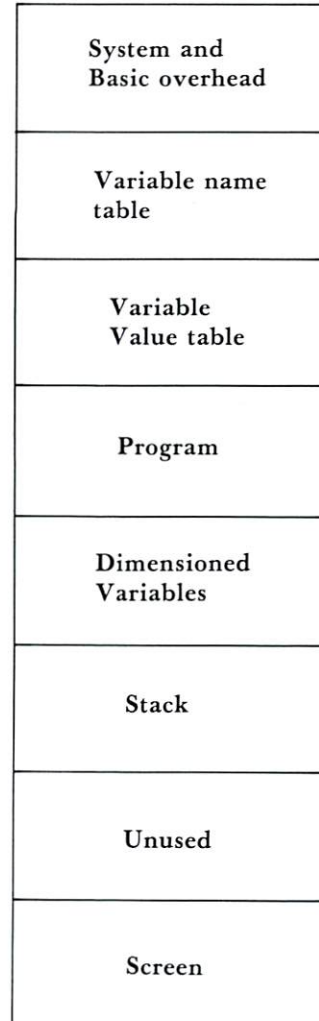 System and
Basic overhead
Variable name
table
Variable
Value table
Program
Dimensioned
Variables
Stack
Unused
Screen